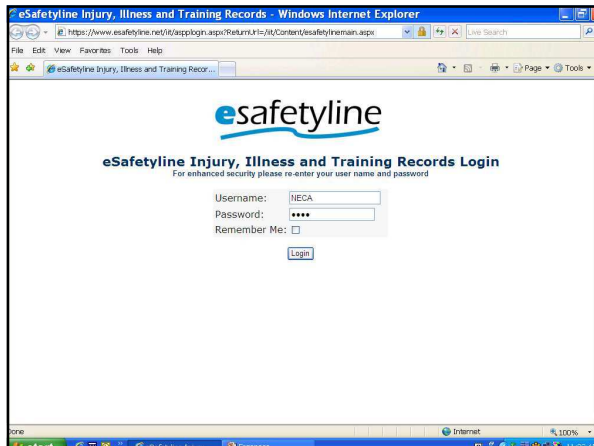 eSafetyline Injury, Illness and Training Records - Windows Internet Explorer
https://www.esafetyline.net/iit/aspplogin.aspx?ReturnUrl=/iit/Content/esafetylinemain.aspx
Live Search
File Edit View Favorites Tools Help
eSafetyline Injury, Illness and Training Recor...
Page Tools
esafetyline
eSafetyline Injury, Illness and Training Records Login
For enhanced security please re-enter your user name and password
Username: NECA
Password: ••••
Remember Me:
Login
Done
Internet
100%
start